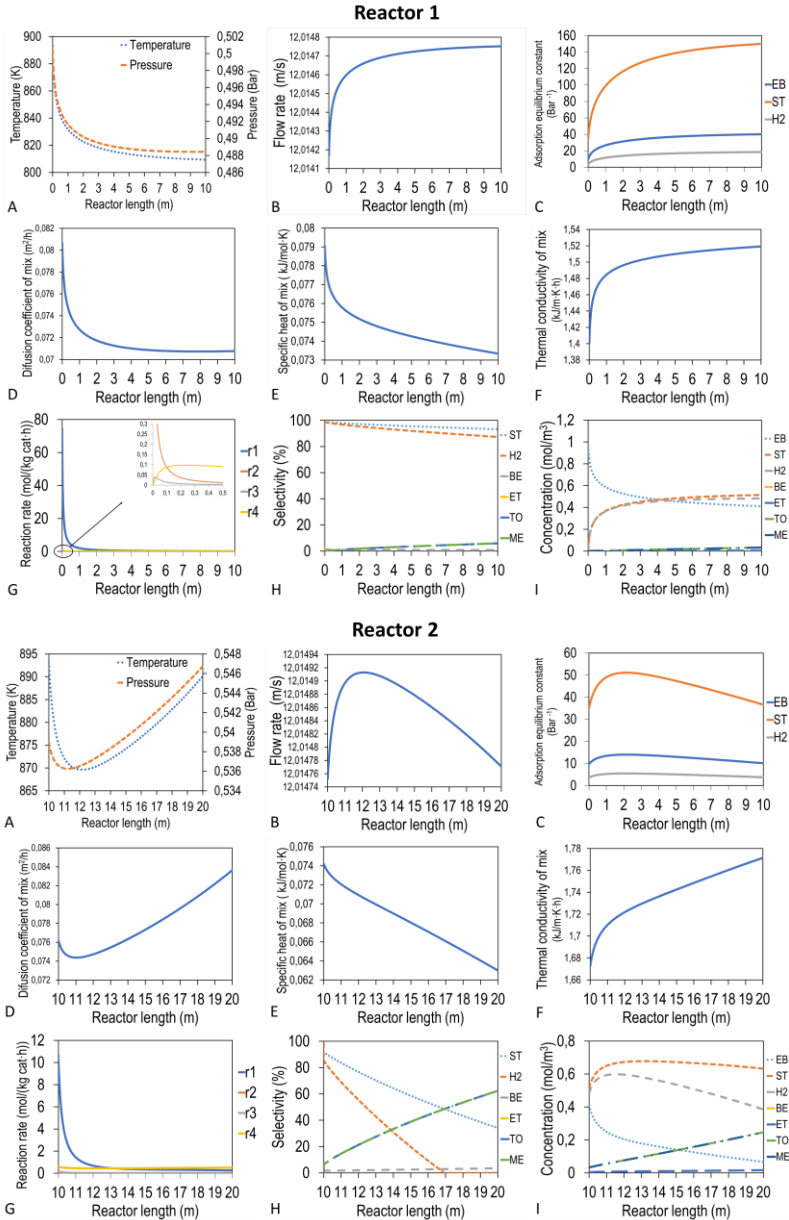 Reactor 1
Temperature (K)
900
880
860
840
820
800
Temperature
Pressure
0,502
0,5
0,498
0,496
0,494
0,492
0,49
0,488
0,486
Pressure (Bar)
0 1 2 3 4 5 6 7 8 9 10
Reactor length (m)
A
Flow rate (m/s)
12,0148
12,0147
12,0146
12,0145
12,0144
12,0143
12,0142
12,0141
0 1 2 3 4 5 6 7 8 9 10
Reactor length (m)
B
Adsorption equilibrium constant
(Bar⁻¹)
160
140
120
100
80
60
40
20
0
EB
ST
H2
0 1 2 3 4 5 6 7 8 9 10
Reactor length (m)
C
Difusion coefficient of mix (m²/h)
0,082
0,08
0,078
0,076
0,074
0,072
0,07
0 1 2 3 4 5 6 7 8 9 10
Reactor length (m)
D
Specific heat of mix ( kJ/mol·K)
0,08
0,079
0,078
0,077
0,076
0,075
0,074
0,073
0 1 2 3 4 5 6 7 8 9 10
Reactor length (m)
E
Thermal conductivity of mix
(kJ/m·K·h)
1,54
1,52
1,5
1,48
1,46
1,44
1,42
1,40
1,38
0 1 2 3 4 5 6 7 8 9 10
Reactor length (m)
F
Reaction rate (mol/(kg cat·h))
80
60
40
20
0
0,3
0,25
0,2
0,15
0,1
0,05
0
0 0,1 0,2 0,3 0,4 0,5
r1
r2
r3
r4
0 1 2 3 4 5 6 7 8 9 10
Reactor length (m)
G
Selectivity (%)
100
80
60
40
20
0
ST
H2
BE
ET
TO
ME
0 1 2 3 4 5 6 7 8 9 10
Reactor length (m)
H
Concentration (mol/m³)
1,2
1
0,8
0,6
0,4
0,2
0
EB
ST
H2
BE
ET
TO
ME
0 1 2 3 4 5 6 7 8 9 10
Reactor length (m)
I
Reactor 2
Temperature (K)
895
890
885
880
875
870
865
Temperature
Pressure
0,548
0,546
0,544
0,542
0,54
0,538
0,536
0,534
Pressure (Bar)
10 11 12 13 14 15 16 17 18 19 20
Reactor length (m)
A
Flow rate (m/s)
12,01494
12,01492
12,0149
12,01488
12,01486
12,01484
12,01482
12,0148
12,01478
12,01476
12,01474
10 11 12 13 14 15 16 17 18 19 20
Reactor length (m)
B
Adsorption equilibrium constant
(Bar⁻¹)
60
50
40
30
20
10
0
EB
ST
H2
0 1 2 3 4 5 6 7 8 9 10
Reactor length (m)
C
Difusion coefficient of mix (m²/h)
0,086
0,084
0,082
0,08
0,078
0,076
0,074
0,072
10 11 12 13 14 15 16 17 18 19 20
Reactor length (m)
D
Specific heat of mix ( kJ/mol·K)
0,076
0,074
0,072
0,07
0,068
0,066
0,064
0,062
10 11 12 13 14 15 16 17 18 19 20
Reactor length (m)
E
Thermal conductivity of mix
(kJ/m·K·h)
1,78
1,76
1,74
1,72
1,7
1,68
1,66
10 11 12 13 14 15 16 17 18 19 20
Reactor length (m)
F
Reaction rate (mol/(kg cat·h))
12
10
8
6
4
2
0
r1
r2
r3
r4
10 11 12 13 14 15 16 17 18 19 20
Reactor length (m)
G
Selectivity (%)
100
80
60
40
20
0
ST
H2
BE
ET
TO
ME
10 11 12 13 14 15 16 17 18 19 20
Reactor length (m)
H
Concentration (mol/m³)
0,8
0,6
0,4
0,2
0
EB
ST
H2
BE
ET
TO
ME
10 11 12 13 14 15 16 17 18 19 20
Reactor length (m)
I